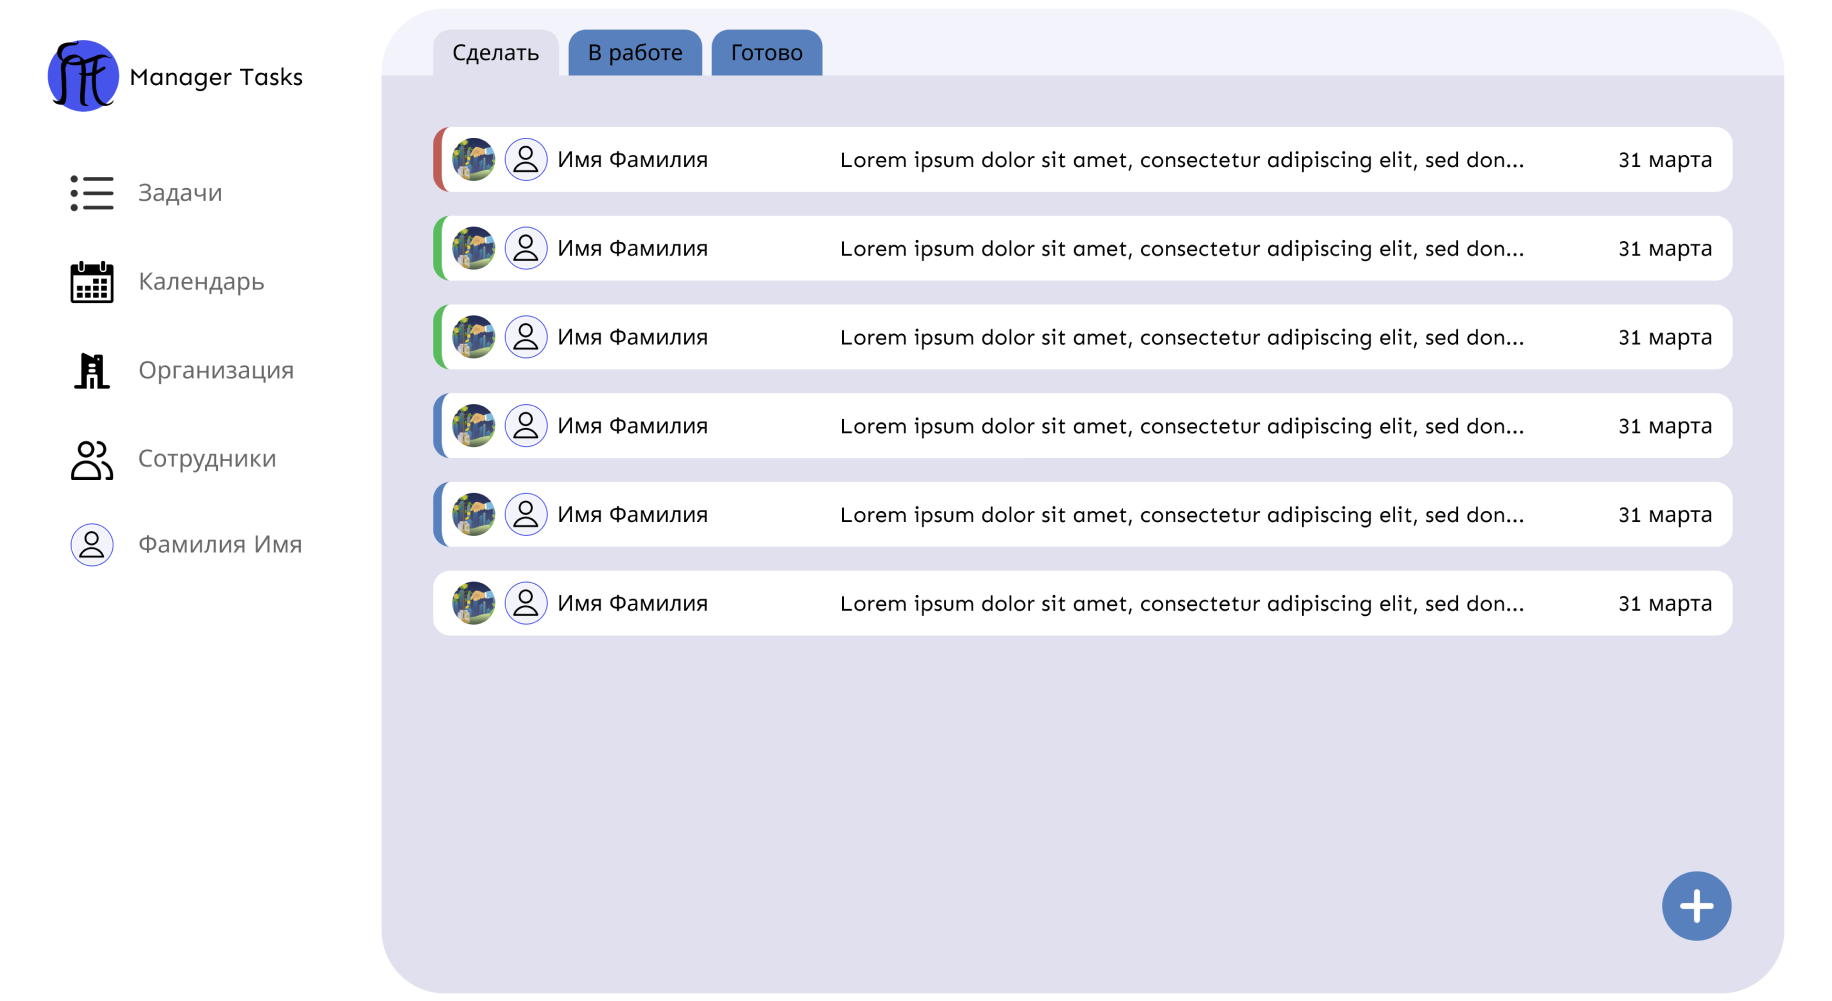 Manager Tasks
Задачи
Календарь
Организация
Сотрудники
Фамилия Имя
Сделать
В работе
Готово
Имя Фамилия Lorem ipsum dolor sit amet, consectetur adipiscing elit, sed don... 31 марта
Имя Фамилия Lorem ipsum dolor sit amet, consectetur adipiscing elit, sed don... 31 марта
Имя Фамилия Lorem ipsum dolor sit amet, consectetur adipiscing elit, sed don... 31 марта
Имя Фамилия Lorem ipsum dolor sit amet, consectetur adipiscing elit, sed don... 31 марта
Имя Фамилия Lorem ipsum dolor sit amet, consectetur adipiscing elit, sed don... 31 марта
Имя Фамилия Lorem ipsum dolor sit amet, consectetur adipiscing elit, sed don... 31 марта